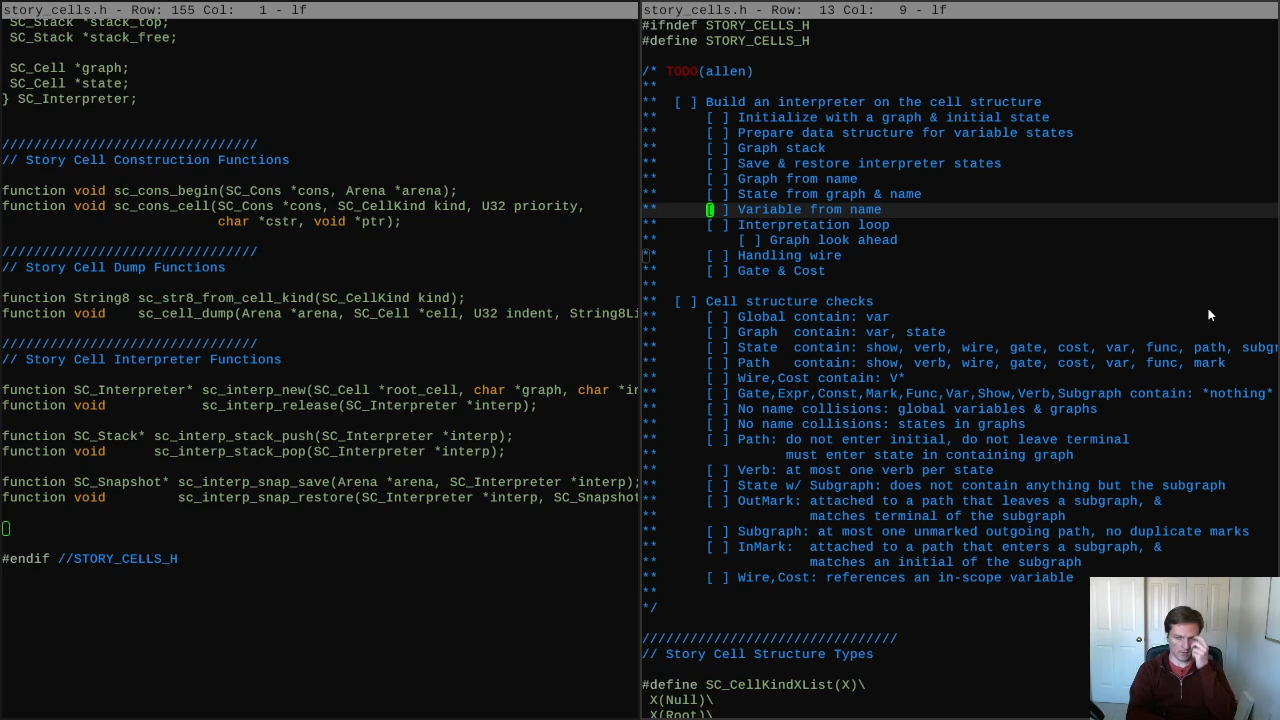 story_cells.h - Row: 155 Col:   1 - lf
SC_Stack *stack_top;
SC_Stack *stack_free;
SC_Cell *graph;
SC_Cell *state;
} SC_Interpreter;
////////////////////////////////
// Story Cell Construction Functions
function void sc_cons_begin(SC_Cons *cons, Arena *arena);
function void sc_cons_cell(SC_Cons *cons, SC_CellKind kind, U32 priority,
char *cstr, void *ptr);
////////////////////////////////
// Story Cell Dump Functions
function String8 sc_str8_from_cell_kind(SC_CellKind kind);
function void    sc_cell_dump(Arena *arena, SC_Cell *cell, U32 indent, String8Li
////////////////////////////////
// Story Cell Interpreter Functions
function SC_Interpreter* sc_interp_new(SC_Cell *root_cell, char *graph, char *in
function void            sc_interp_release(SC_Interpreter *interp);
function SC_Stack* sc_interp_stack_push(SC_Interpreter *interp);
function void      sc_interp_stack_pop(SC_Interpreter *interp);
function SC_Snapshot* sc_interp_snap_save(Arena *arena, SC_Interpreter *interp);
function void         sc_interp_snap_restore(SC_Interpreter *interp, SC_Snapshot
#endif //STORY_CELLS_H
story_cells.h - Row:  13 Col:   9 - lf
#ifndef STORY_CELLS_H
#define STORY_CELLS_H
/* TODO(allen)
**
**  [ ] Build an interpreter on the cell structure
**      [ ] Initialize with a graph & initial state
**      [ ] Prepare data structure for variable states
**      [ ] Graph stack
**      [ ] Save & restore interpreter states
**      [ ] Graph from name
**      [ ] State from graph & name
**      [ ] Variable from name
**      [ ] Interpretation loop
**          [ ] Graph look ahead
**      [ ] Handling wire
**      [ ] Gate & Cost
**
**  [ ] Cell structure checks
**      [ ] Global contain: var
**      [ ] Graph  contain: var, state
**      [ ] State  contain: show, verb, wire, gate, cost, var, func, path, subgr
**      [ ] Path   contain: show, verb, wire, gate, cost, var, func, mark
**      [ ] Wire,Cost contain: V*
**      [ ] Gate,Expr,Const,Mark,Func,Var,Show,Verb,Subgraph contain: *nothing*
**      [ ] No name collisions: global variables & graphs
**      [ ] No name collisions: states in graphs
**      [ ] Path: do not enter initial, do not leave terminal
**                must enter state in containing graph
**      [ ] Verb: at most one verb per state
**      [ ] State w/ Subgraph: does not contain anything but the subgraph
**      [ ] OutMark: attached to a path that leaves a subgraph, &
**                   matches terminal of the subgraph
**      [ ] Subgraph: at most one unmarked outgoing path, no duplicate marks
**      [ ] InMark:  attached to a path that enters a subgraph, &
**                   matches an initial of the subgraph
**      [ ] Wire,Cost: references an in-scope variable
**
*/
////////////////////////////////
// Story Cell Structure Types
#define SC_CellKindXList(X)\
X(Null)\
X(Root)\